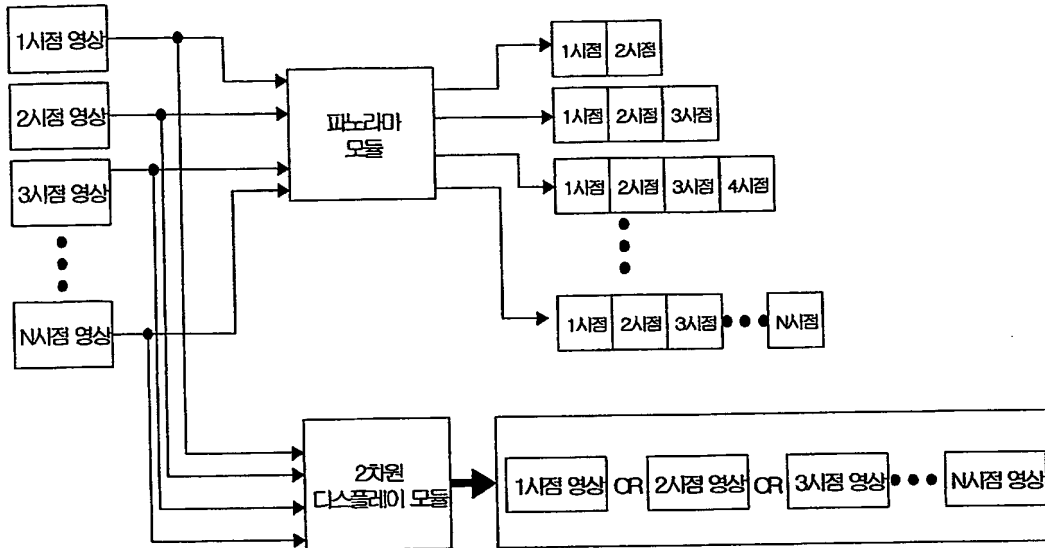 1시점 영상
2시점 영상
3시점 영상
N시점 영상
파노라마
모듈
1시점 2시점
1시점 2시점 3시점
1시점 2시점 3시점 4시점
1시점 2시점 3시점 N시점
2차원
디스플레이 모듈
1시점 영상 OR 2시점 영상 OR 3시점 영상 N시점 영상